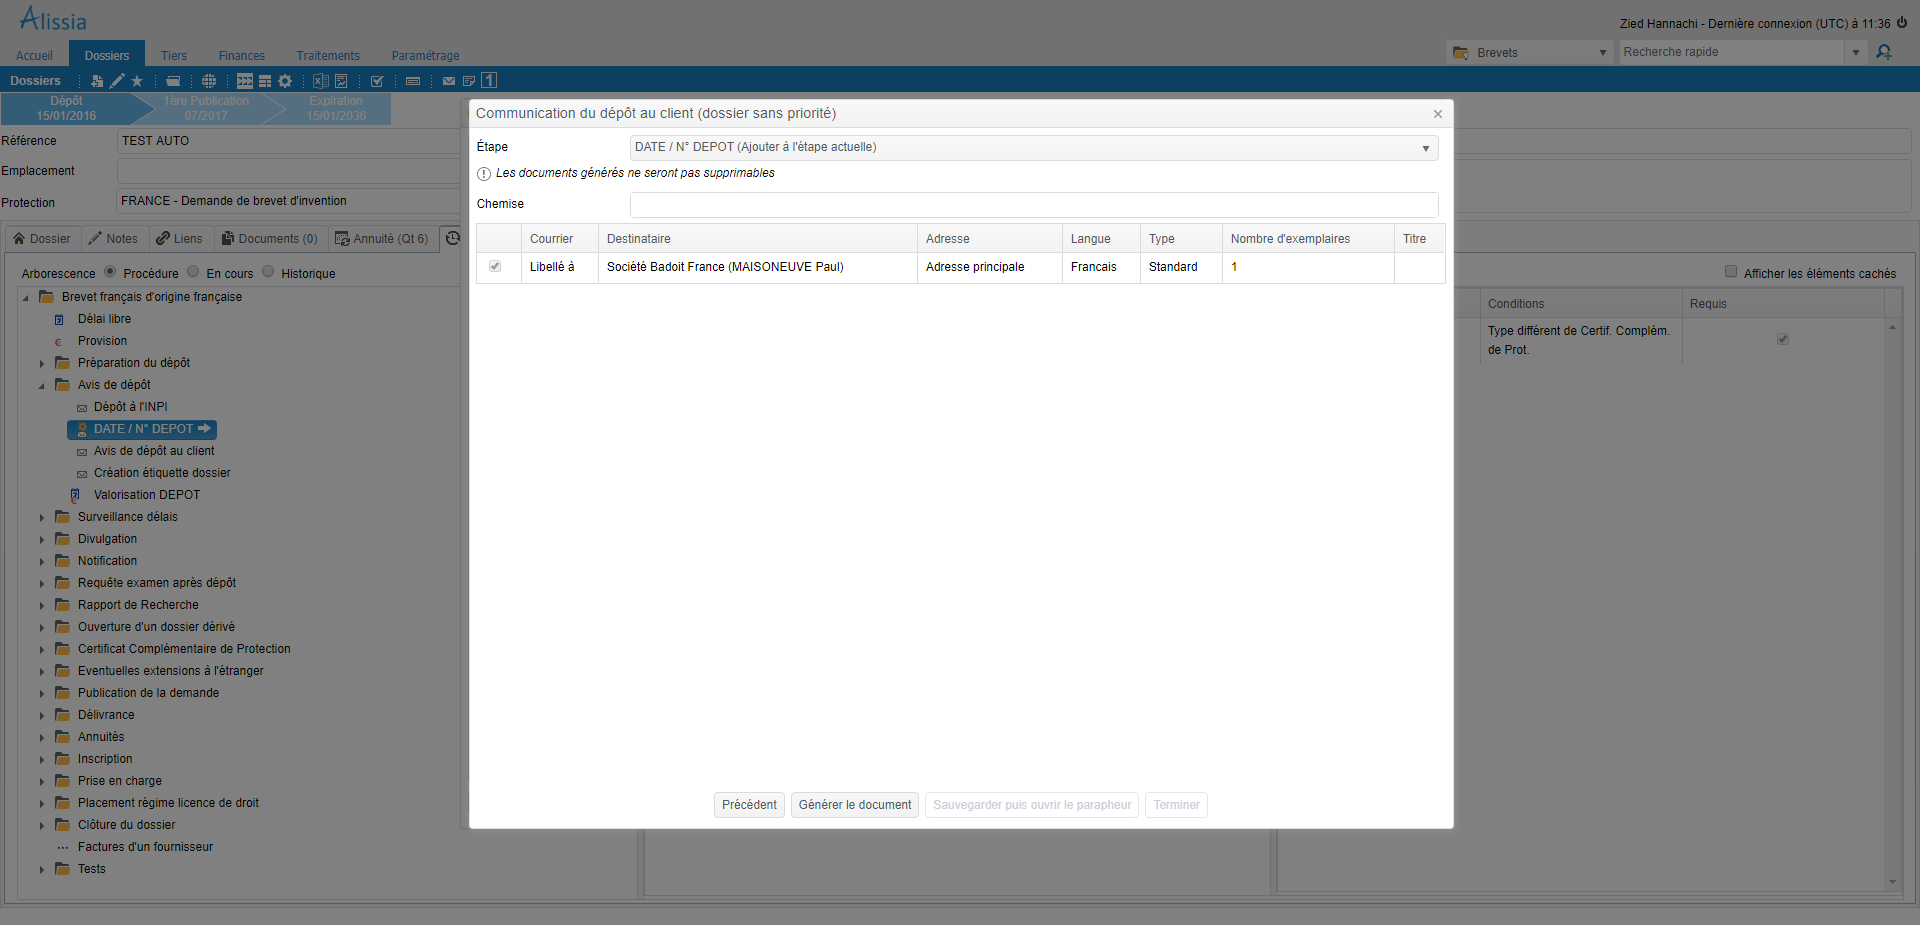 Alissia
Zied Hannachi - Dernière connexion (UTC) à 11:36
Accueil
Dossiers
Tiers
Finances
Traitements
Paramétrage
Brevets
Recherche rapide
Dossiers
1
Dépôt
15/01/2016
1ère Publication
07/2017
Expiration
15/01/2036
Référence
TEST AUTO
Emplacement
Protection
FRANCE - Demande de brevet d'invention
Dossier
Notes
Liens
Documents (0)
Annuité (Qt 6)
Arborescence
Procédure
En cours
Historique
Brevet français d'origine française
Délai libre
Provision
Préparation du dépôt
Avis de dépôt
Dépôt à l'INPI
DATE / N° DEPOT
Avis de dépôt au client
Création étiquette dossier
Valorisation DEPOT
Surveillance délais
Divulgation
Notification
Requête examen après dépôt
Rapport de Recherche
Ouverture d'un dossier dérivé
Certificat Complémentaire de Protection
Eventuelles extensions à l'étranger
Publication de la demande
Délivrance
Annuités
Inscription
Prise en charge
Placement régime licence de droit
Clôture du dossier
Factures d'un fournisseur
Tests
Communication du dépôt au client (dossier sans priorité)
Étape
DATE / N° DEPOT (Ajouter à l'étape actuelle)
Les documents générés ne seront pas supprimables
Chemise
Courrier
Destinataire
Adresse
Langue
Type
Nombre d'exemplaires
Titre
Libellé à
Société Badoit France (MAISONEUVE Paul)
Adresse principale
Francais
Standard
1
Précédent
Générer le document
Sauvegarder puis ouvrir le parapheur
Terminer
Afficher les éléments cachés
Conditions
Requis
Type différent de Certif. Complém.
de Prot.